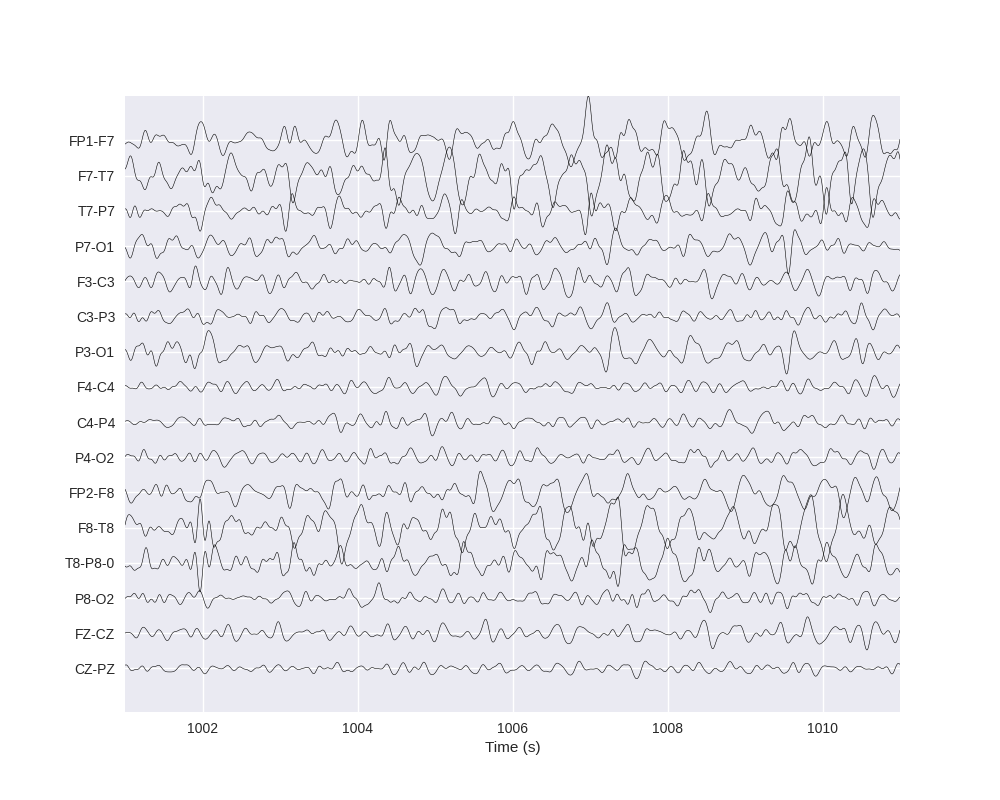 FP1-F7
F7-T7
T7-P7
P7-O1
F3-C3
C3-P3
P3-O1
F4-C4
C4-P4
P4-O2
FP2-F8
F8-T8
T8-P8-0
P8-O2
FZ-CZ
CZ-PZ
1002 1004 1006 1008 1010
Time (s)